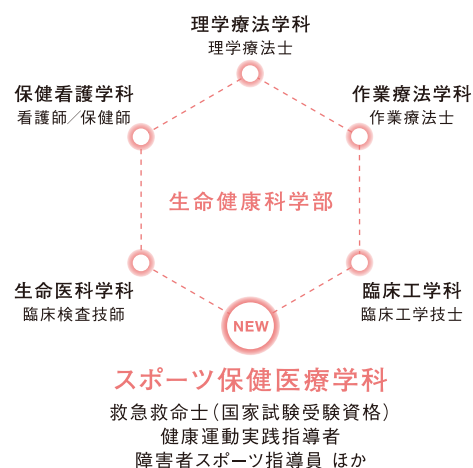 理学療法学科
理学療法士
保健看護学科
看護師／保健師
作業療法学科
作業療法士
生命健康科学部
生命医科学科
臨床検査技師
臨床工学科
臨床工学技士
NEW
スポーツ保健医療学科
救急救命士（国家試験受験資格）
健康運動実践指導者
障害者スポーツ指導員 ほか